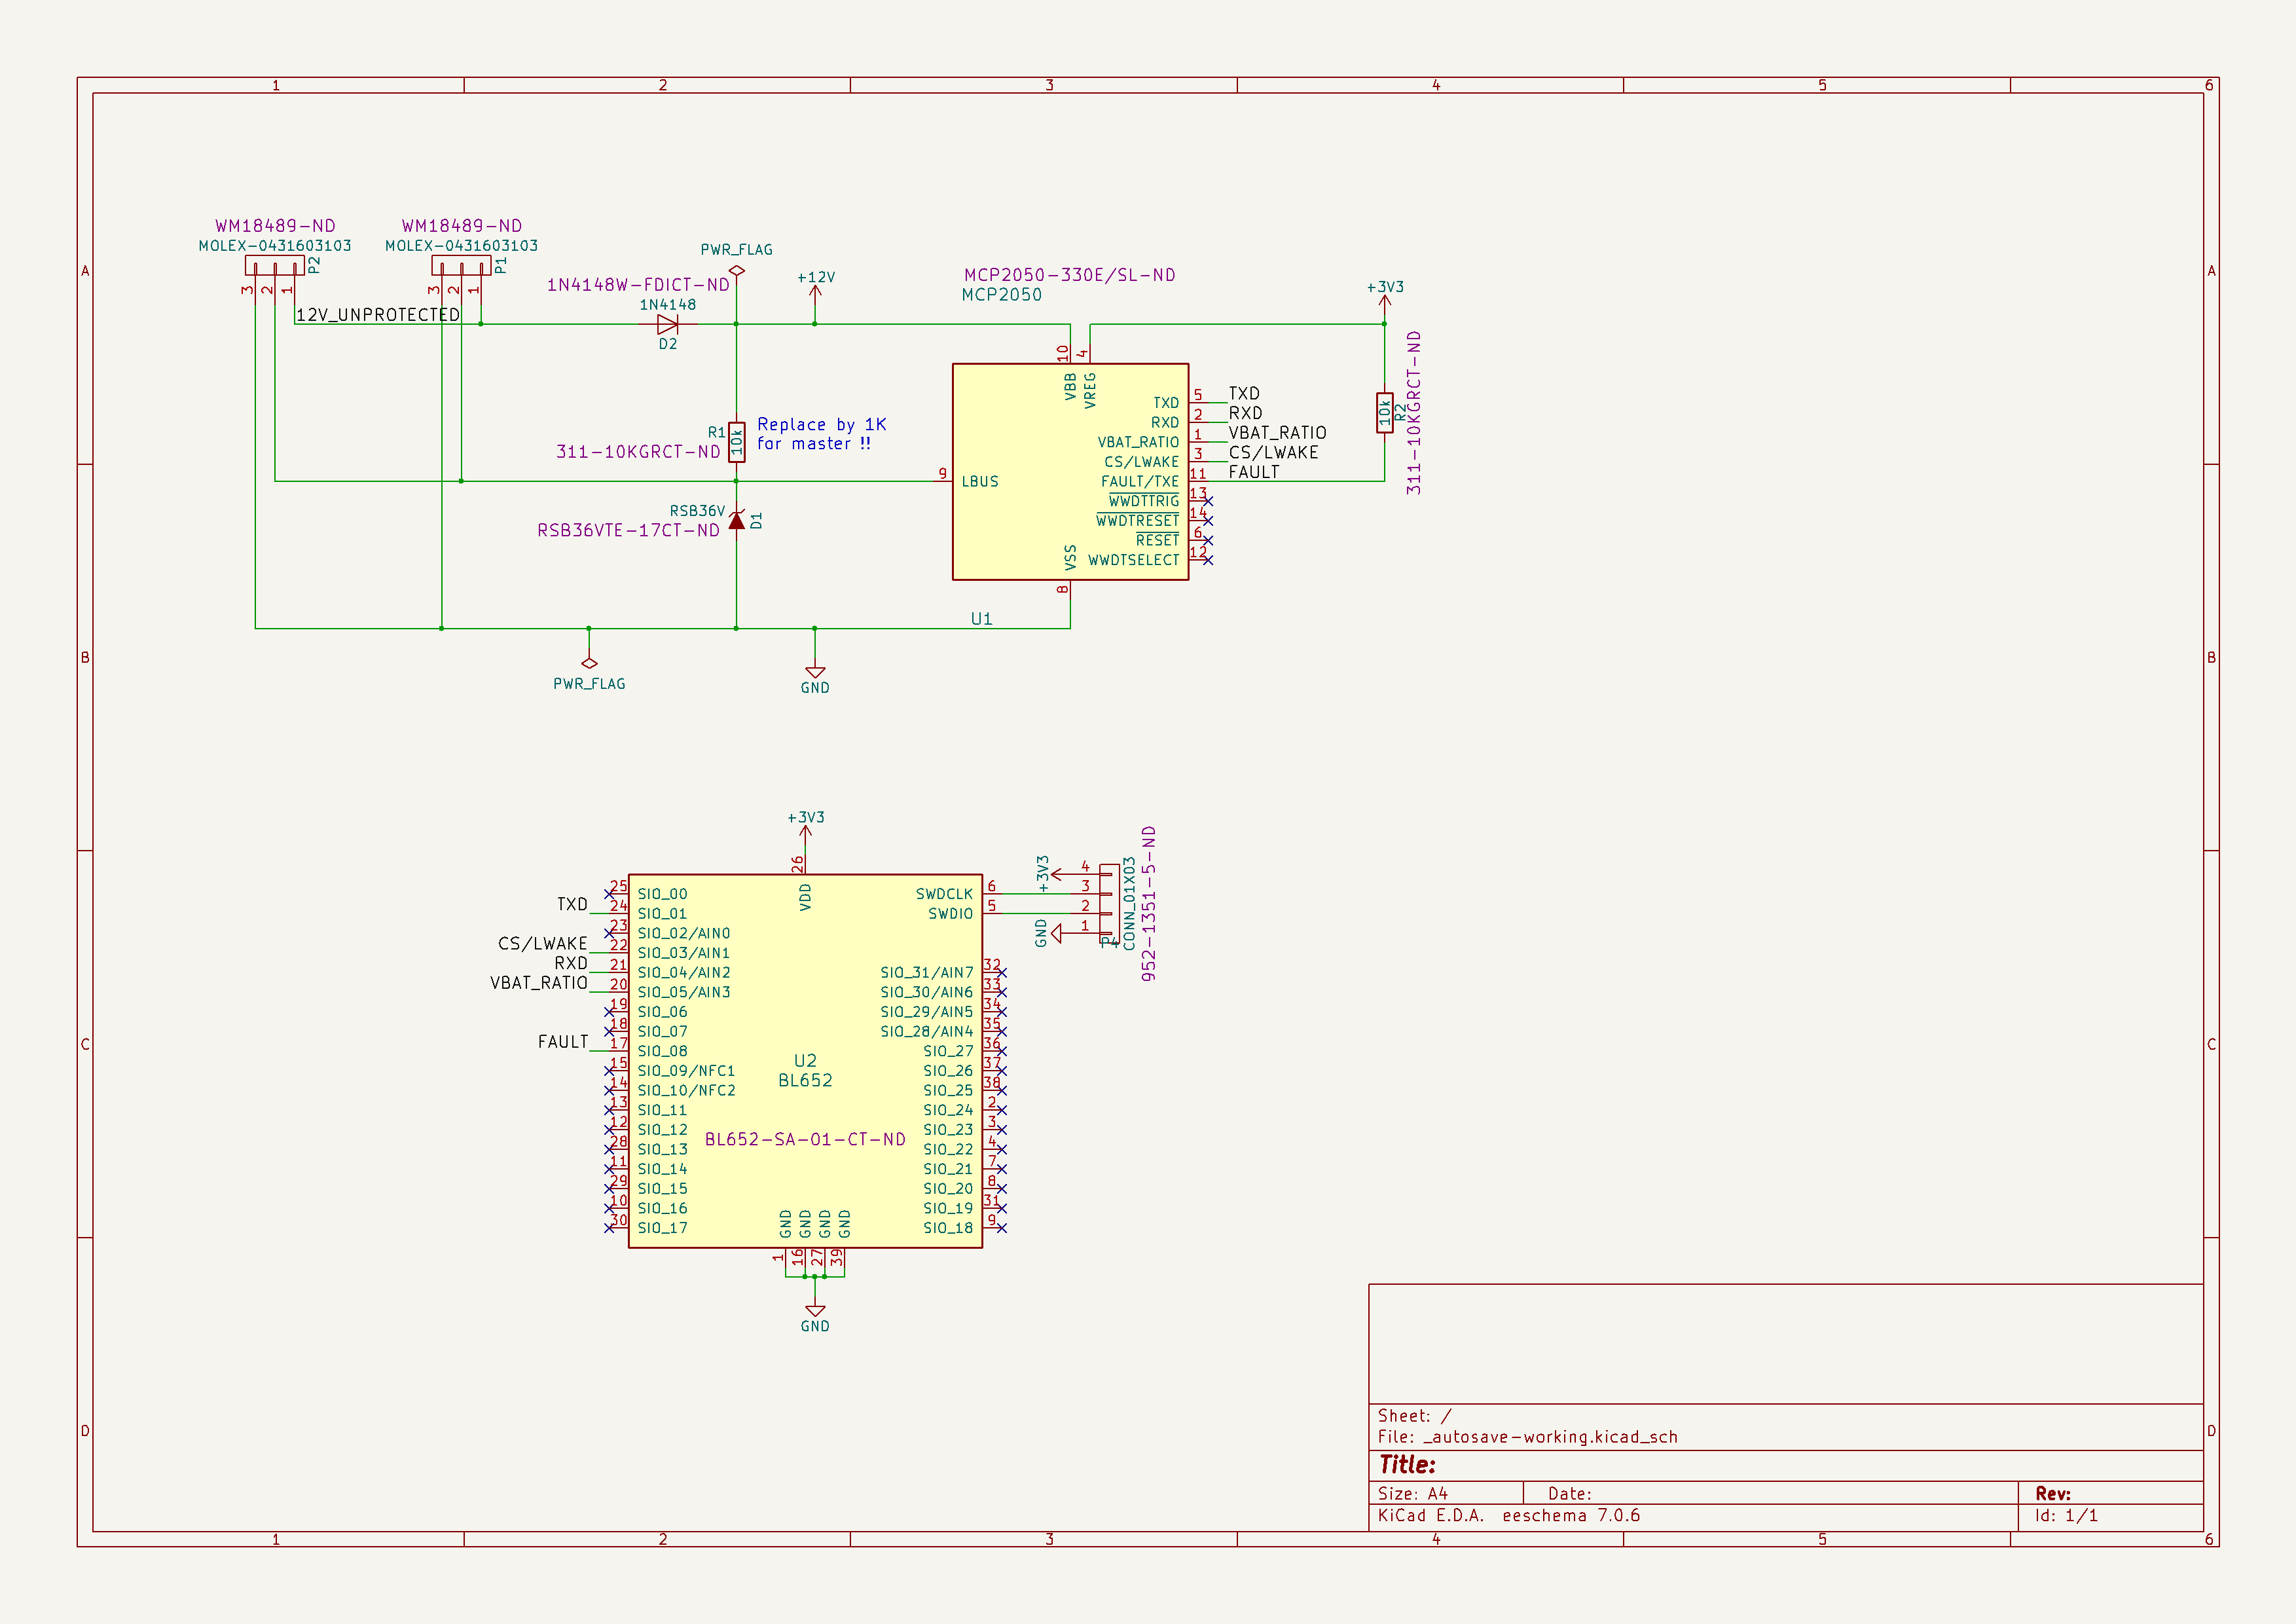 1 2 3 4 5 6
A
B
C
D
A
B
C
D
WM18489-ND
MOLEX-0431603103
P2
3 2 1
WM18489-ND
MOLEX-0431603103
P1
3 2 1
12V_UNPROTECTED
1N4148W-FDICT-ND
1N4148
D2
PWR_FLAG
+12V
R1
10k
311-10KGRCT-ND
Replace by 1K
for master !!
RSB36V
D1
RSB36VTE-17CT-ND
PWR_FLAG
GND
MCP2050-330E/SL-ND
MCP2050
10 VBB
4 VREG
9 LBUS
TXD 5 TXD
RXD 2 RXD
VBAT_RATIO 1 VBAT_RATIO
CS/LWAKE 3 CS/LWAKE
FAULT/TXE 11 FAULT
WWDTTRIG 13
WWDTRESET 14
RESET 6
WWDTSELECT 12
VSS 8
U1
+3V3
R2
10k
311-10KGRCT-ND
+3V3
26 VDD
25 SIO_00
TXD 24 SIO_01
23 SIO_02/AIN0
CS/LWAKE 22 SIO_03/AIN1
RXD 21 SIO_04/AIN2
VBAT_RATIO 20 SIO_05/AIN3
19 SIO_06
18 SIO_07
FAULT 17 SIO_08
15 SIO_09/NFC1
14 SIO_10/NFC2
13 SIO_11
12 SIO_12
28 SIO_13
11 SIO_14
29 SIO_15
10 SIO_16
30 SIO_17
U2
BL652
BL652-SA-01-CT-ND
SWDCLK 6
SWDIO 5
SIO_31/AIN7 32
SIO_30/AIN6 33
SIO_29/AIN5 34
SIO_28/AIN4 35
SIO_27 36
SIO_26 37
SIO_25 38
SIO_24 2
SIO_23 3
SIO_22 4
SIO_21 7
SIO_20 8
SIO_19 31
SIO_18 9
GND GND GND GND
1 16 27 39
GND
+3V3 4
3
2
GND 1
P4
CONN_01X03
952-1351-5-ND
Sheet: /
File: _autosave-working.kicad_sch
Title:
Size: A4 Date: Rev:
KiCad E.D.A. eeschema 7.0.6 Id: 1/1
1 2 3 4 5 6